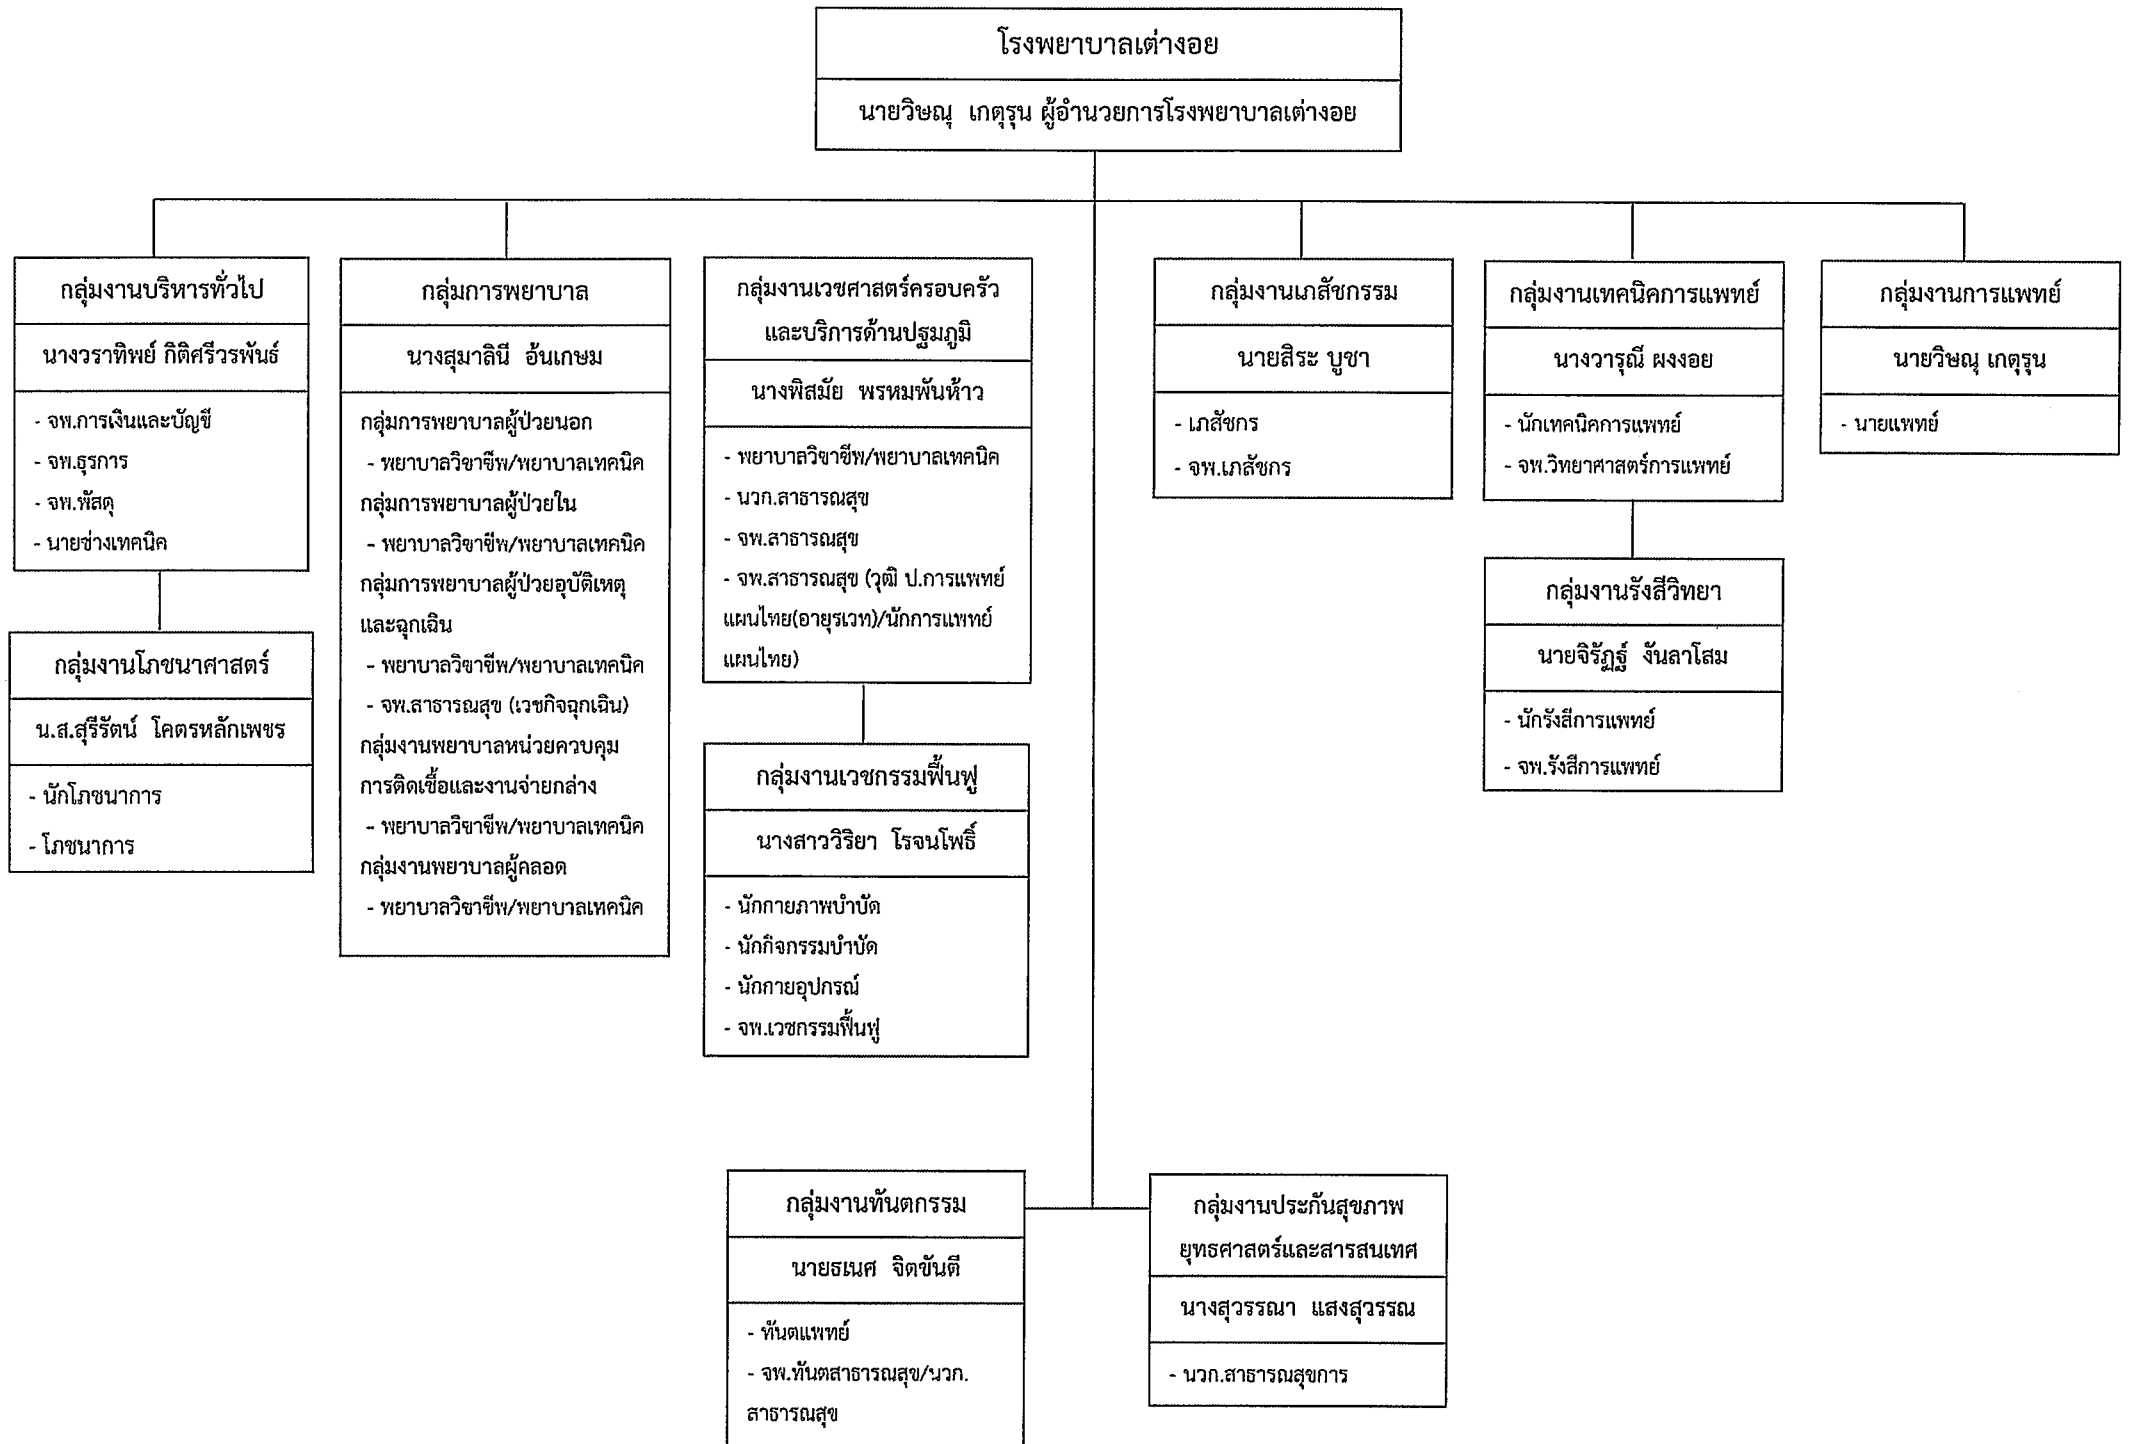 โรงพยาบาลเต่างอย
นายวิษณุ เกตุรุน ผู้อำนวยการโรงพยาบาลเต่างอย
กลุ่มงานบริหารทั่วไป
นางวราทิพย์ กิติศรีวรพันธ์
- จพ.การเงินและบัญชี
- จพ.ธุรการ
- จพ.พัสดุ
- นายช่างเทคนิค
กลุ่มงานโภชนาศาสตร์
น.ส.สุรีรัตน์ โคตรหลักเพชร
- นักโภชนาการ
- โภชนาการ
กลุ่มการพยาบาล
นางสุมาลินี อ้นเกษม
กลุ่มการพยาบาลผู้ป่วยนอก
- พยาบาลวิชาชีพ/พยาบาลเทคนิค
กลุ่มการพยาบาลผู้ป่วยใน
- พยาบาลวิชาชีพ/พยาบาลเทคนิค
กลุ่มการพยาบาลผู้ป่วยอุบัติเหตุ
และฉุกเฉิน
- พยาบาลวิชาชีพ/พยาบาลเทคนิค
- จพ.สาธารณสุข (เวชกิจฉุกเฉิน)
กลุ่มงานพยาบาลหน่วยควบคุม
การติดเชื้อและงานจ่ายกลาง
- พยาบาลวิชาชีพ/พยาบาลเทคนิค
กลุ่มงานพยาบาลผู้คลอด
- พยาบาลวิชาชีพ/พยาบาลเทคนิค
กลุ่มงานเวชศาสตร์ครอบครัว
และบริการด้านปฐมภูมิ
นางพิสมัย พรหมพันห้าว
- พยาบาลวิชาชีพ/พยาบาลเทคนิค
- นวก.สาธารณสุข
- จพ.สาธารณสุข
- จพ.สาธารณสุข (วุฒิ ป.การแพทย์
แผนไทย(อายุรเวท)/นักการแพทย์
แผนไทย)
กลุ่มงานเวชกรรมฟื้นฟู
นางสาววิริยา โรจนโพธิ์
- นักกายภาพบำบัด
- นักกิจกรรมบำบัด
- นักกายอุปกรณ์
- จพ.เวชกรรมฟื้นฟู
กลุ่มงานเภสัชกรรม
นายสิระ บูชา
- เภสัชกร
- จพ.เภสัชกร
กลุ่มงานเทคนิคการแพทย์
นางวารุณี ผงงอย
- นักเทคนิคการแพทย์
- จพ.วิทยาศาสตร์การแพทย์
กลุ่มงานรังสีวิทยา
นายจิรัฏฐ์ งันลาโสม
- นักรังสีการแพทย์
- จพ.รังสีการแพทย์
กลุ่มงานการแพทย์
นายวิษณุ เกตุรุน
- นายแพทย์
กลุ่มงานทันตกรรม
นายธเนศ จิตขันตี
- ทันตแพทย์
- จพ.ทันตสาธารณสุข/นวก.
สาธารณสุข
กลุ่มงานประกันสุขภาพ
ยุทธศาสตร์และสารสนเทศ
นางสุวรรณา แสงสุวรรณ
- นวก.สาธารณสุขการ